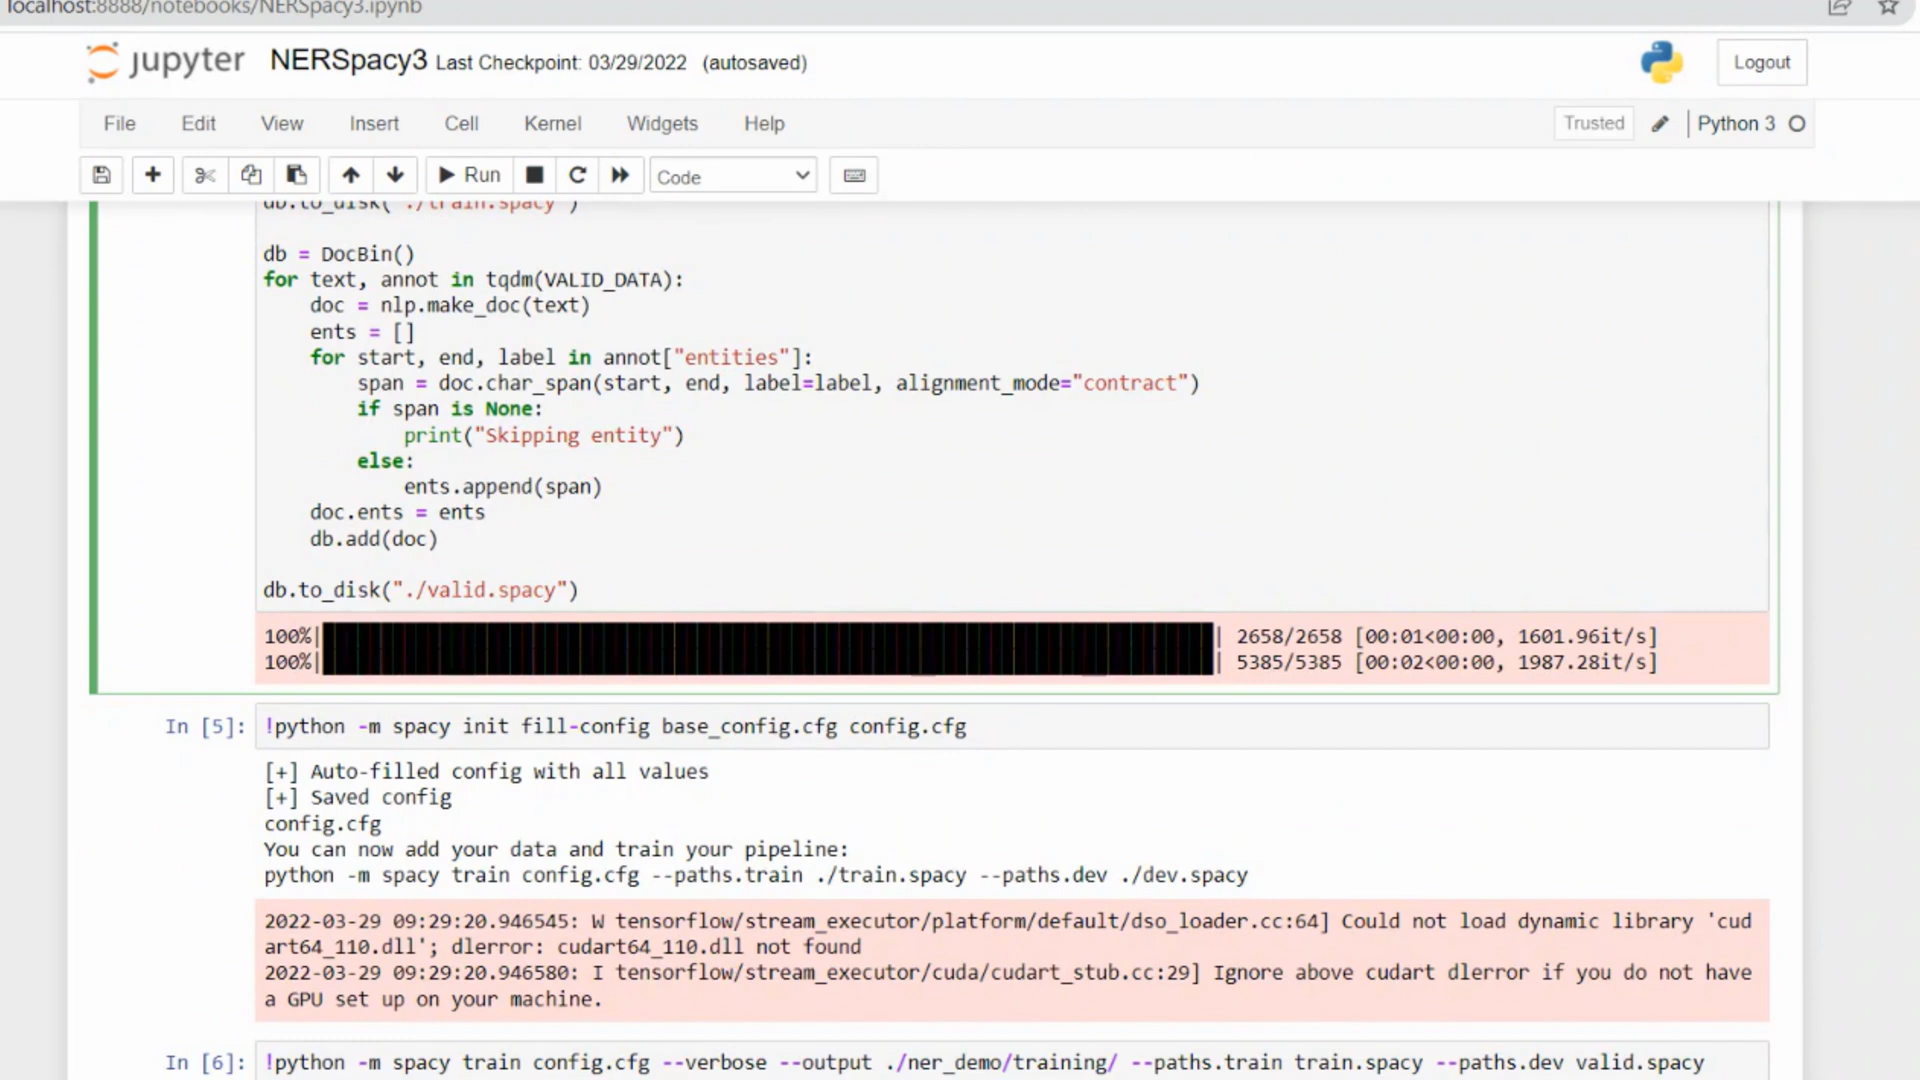 localhost:8888/notebooks/NERSpacy3.ipynb
jupyter NERSpacy3 Last Checkpoint: 03/29/2022 (autosaved) Logout
File Edit View Insert Cell Kernel Widgets Help Trusted Python 3
Run Code
db.to_disk("./train.spacy")
db = DocBin()
for text, annot in tqdm(VALID_DATA):
doc = nlp.make_doc(text)
ents = []
for start, end, label in annot["entities"]:
span = doc.char_span(start, end, label=label, alignment_mode="contract")
if span is None:
print("Skipping entity")
else:
ents.append(span)
doc.ents = ents
db.add(doc)
db.to_disk("./valid.spacy")
100%| | 2658/2658 [00:01<00:00, 1601.96it/s]
100%| | 5385/5385 [00:02<00:00, 1987.28it/s]
In [5]: !python -m spacy init fill-config base_config.cfg config.cfg
[+] Auto-filled config with all values
[+] Saved config
config.cfg
You can now add your data and train your pipeline:
python -m spacy train config.cfg --paths.train ./train.spacy --paths.dev ./dev.spacy
2022-03-29 09:29:20.946545: W tensorflow/stream_executor/platform/default/dso_loader.cc:64] Could not load dynamic library 'cud
art64_110.dll'; dlerror: cudart64_110.dll not found
2022-03-29 09:29:20.946580: I tensorflow/stream_executor/cuda/cudart_stub.cc:29] Ignore above cudart dlerror if you do not have
a GPU set up on your machine.
In [6]: !python -m spacy train config.cfg --verbose --output ./ner_demo/training/ --paths.train train.spacy --paths.dev valid.spacy